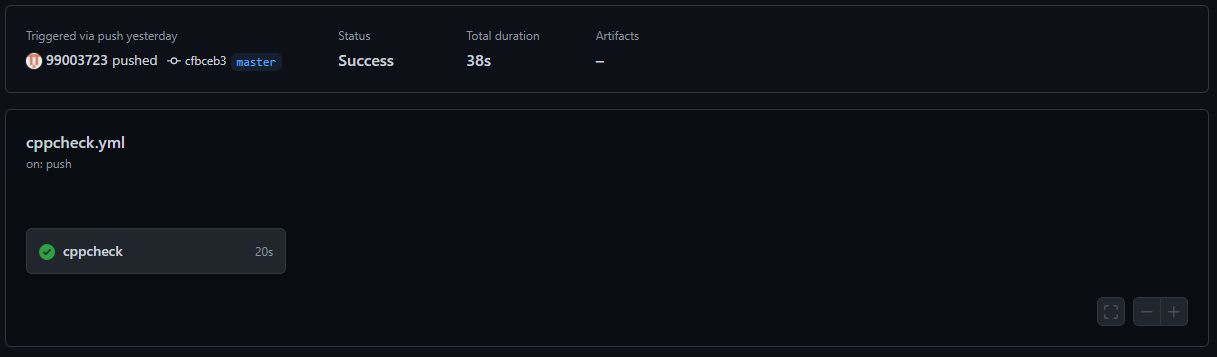 Triggered via push yesterday
99003723 pushed cfbceb3 master
Status
Success
Total duration
38s
Artifacts
–
cppcheck.yml
on: push
cppcheck 20s